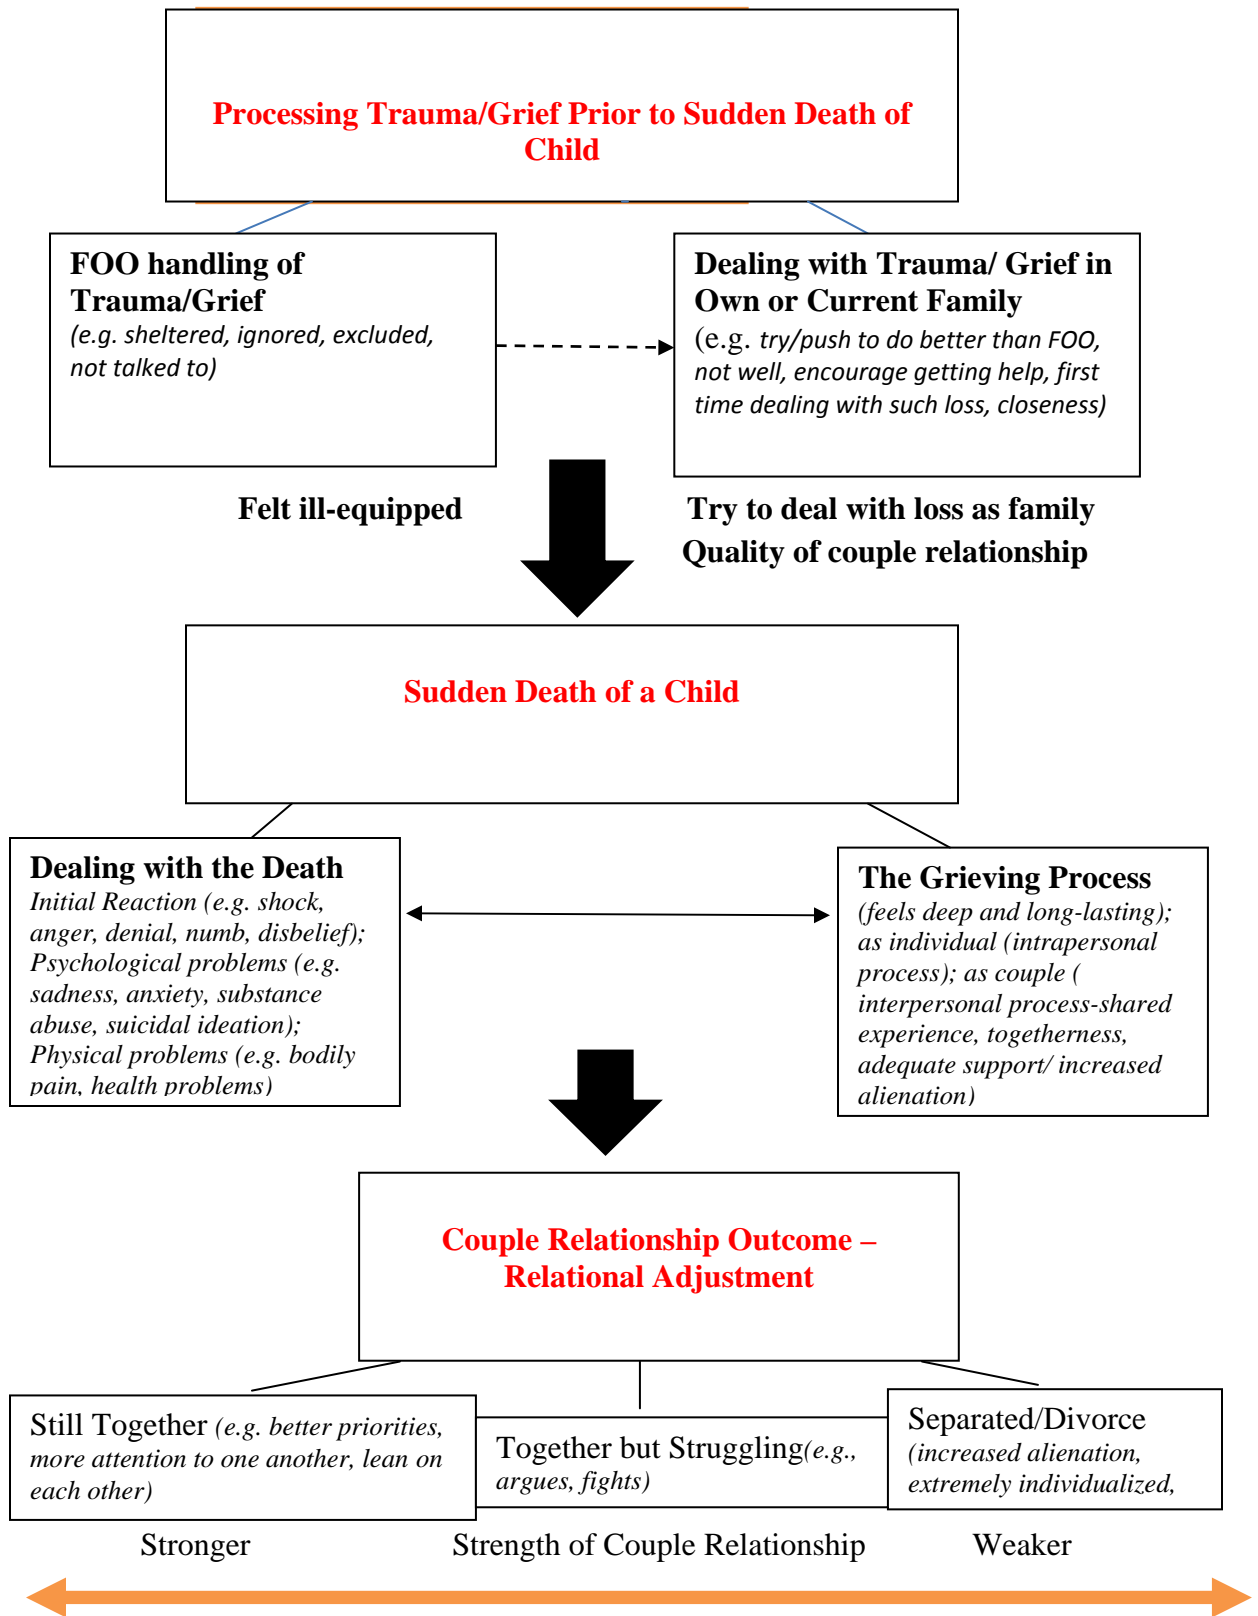 Processing Trauma/Grief Prior to Sudden Death of
Child
FOO handling of
Trauma/Grief
(e.g. sheltered, ignored, excluded,
not talked to)
Dealing with Trauma/ Grief in
Own or Current Family
(e.g. try/push to do better than FOO,
not well, encourage getting help, first
time dealing with such loss, closeness)
Felt ill-equipped
Try to deal with loss as family
Quality of couple relationship
Sudden Death of a Child
Dealing with the Death
Initial Reaction (e.g. shock,
anger, denial, numb, disbelief);
Psychological problems (e.g.
sadness, anxiety, substance
abuse, suicidal ideation);
Physical problems (e.g. bodily
pain, health problems)
The Grieving Process
(feels deep and long-lasting);
as individual (intrapersonal
process); as couple (
interpersonal process-shared
experience, togetherness,
adequate support/ increased
alienation)
Couple Relationship Outcome –
Relational Adjustment
Still Together (e.g. better priorities,
more attention to one another, lean on
each other)
Together but Struggling(e.g.,
argues, fights)
Separated/Divorce
(increased alienation,
extremely individualized,
Stronger
Strength of Couple Relationship
Weaker